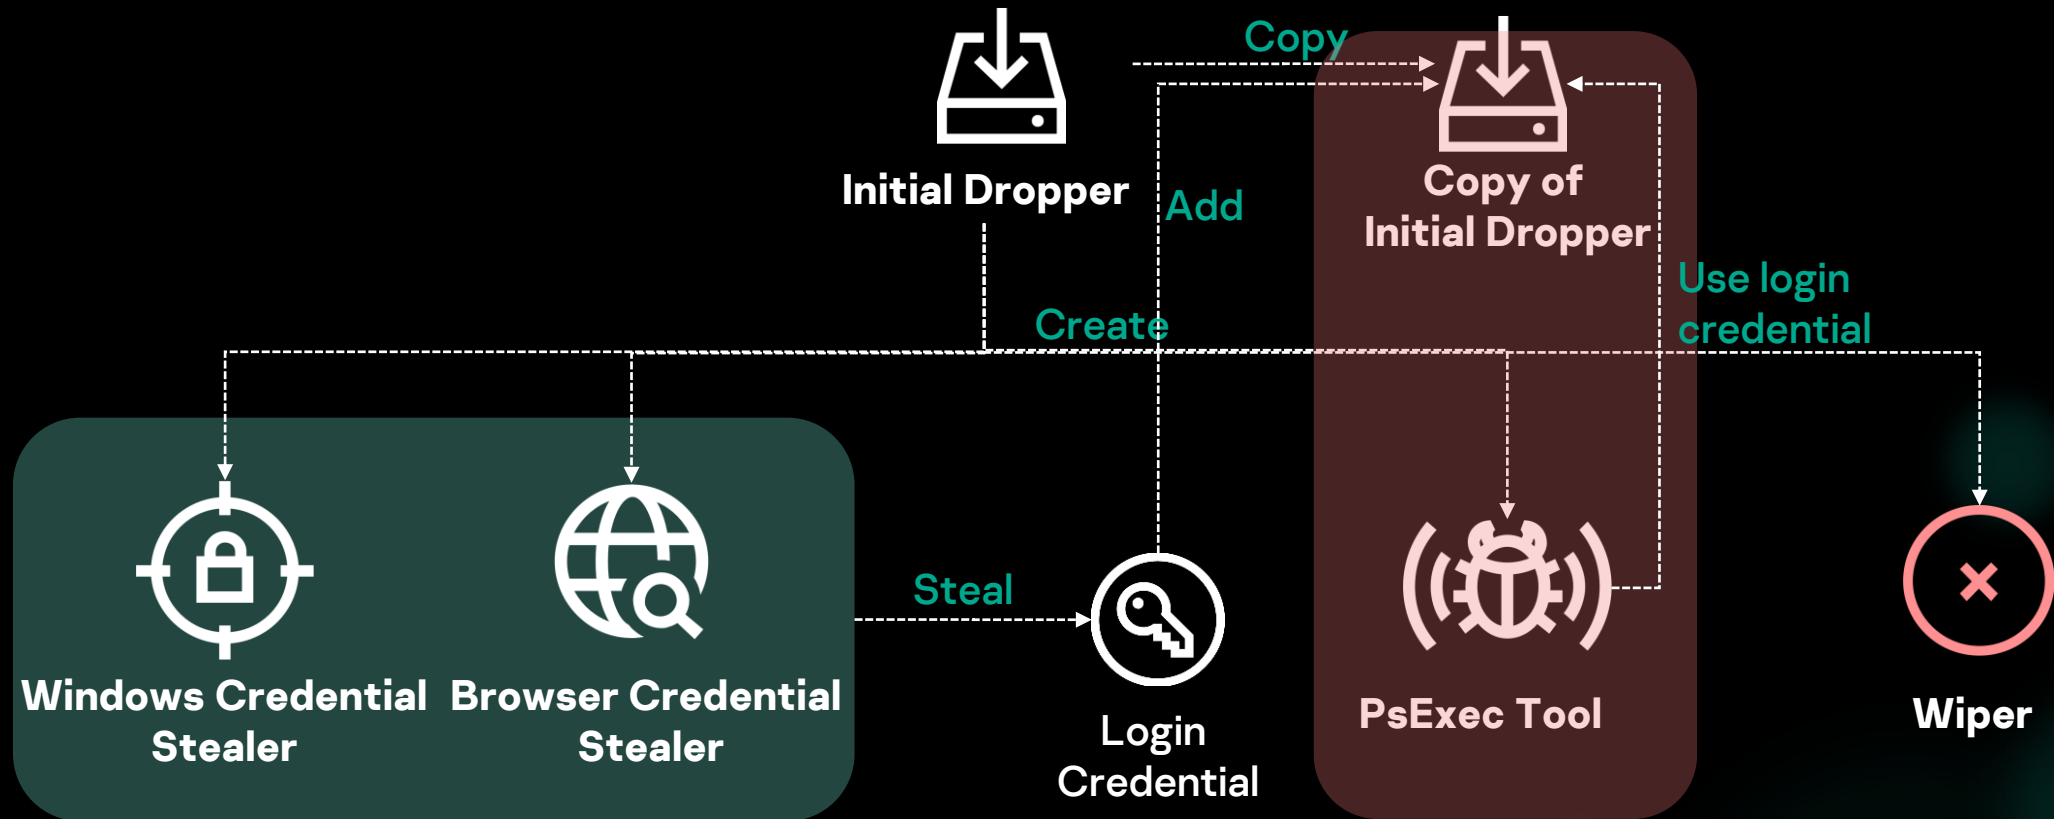 Copy
Initial Dropper
Copy of
Initial Dropper
Add
Use login
credential
Create
Steal
Windows Credential
Stealer
Browser Credential
Stealer
Login
Credential
PsExec Tool
Wiper